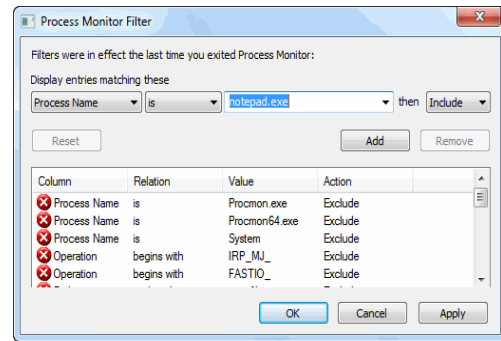 Process Monitor Filter
Filters were in effect the last time you exited Process Monitor:
Display entries matching these
Process Name is notepad.exe then Include
Reset Add Remove
Column Relation Value Action
Process Name is Procmon.exe Exclude
Process Name is Procmon64.exe Exclude
Process Name is System Exclude
Operation begins with IRP_MJ_ Exclude
Operation begins with FASTIO_ Exclude
OK Cancel Apply